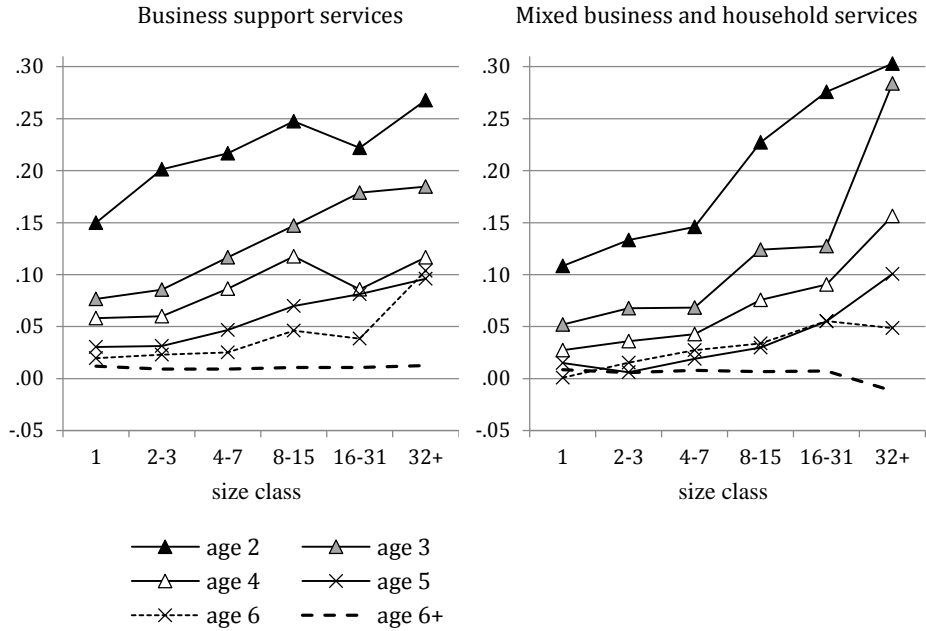 Business support services
Mixed business and household services
.30
.25
.20
.15
.10
.05
.00
-.05
1 2-3 4-7 8-15 16-31 32+
size class
.30
.25
.20
.15
.10
.05
.00
-.05
1 2-3 4-7 8-15 16-31 32+
size class
age 2 age 3
age 4 age 5
age 6 age 6+